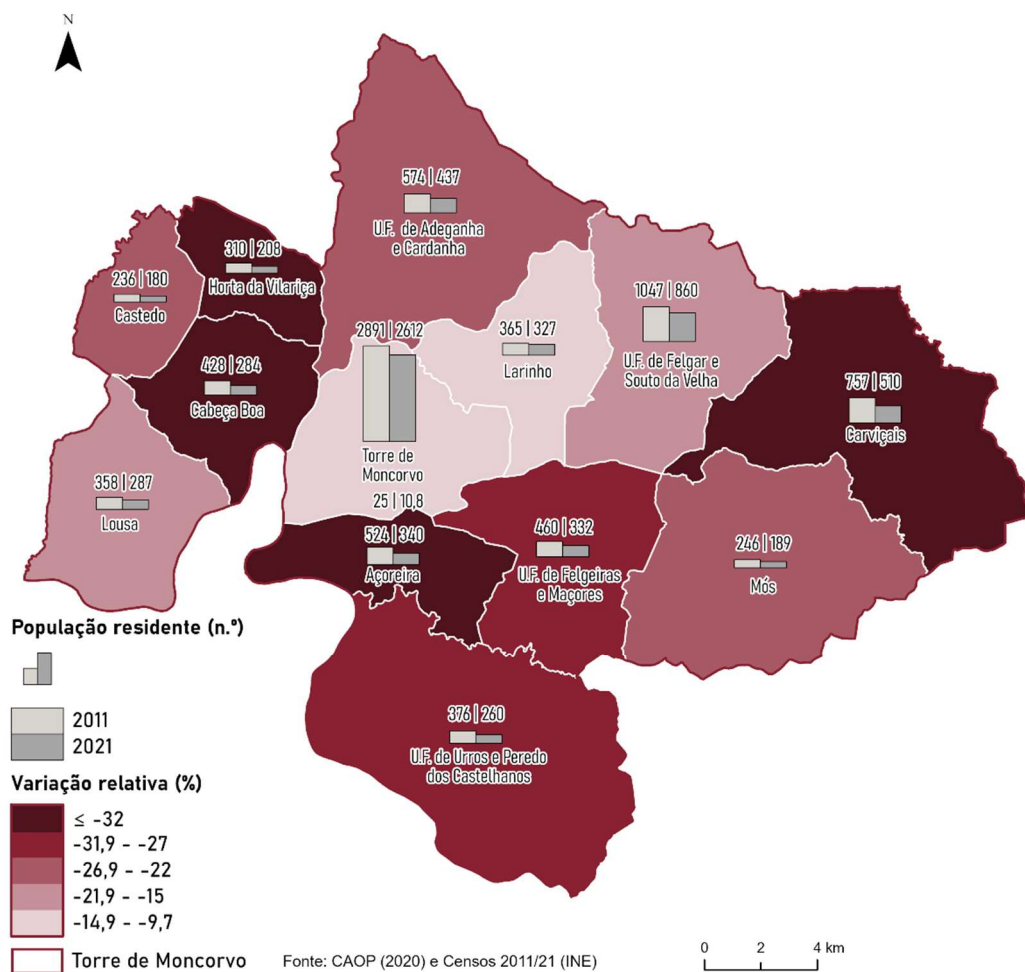 N
574 | 437
U.F. de Adeganha
e Cardanha
310 | 208
Horta da Vilariça
236 | 180
Castedo
1047 | 860
U.F. de Felgar e
Souto da Velha
2891 | 2612
Torre de
Moncorvo
25 | 10,8
365 | 327
Larinho
428 | 284
Cabeça Boa
757 | 510
Carviçais
358 | 287
Lousa
524 | 340
Açoreira
460 | 332
U.F. de Felgeiras
e Maçores
246 | 189
Mós
376 | 260
U.F. de Urros e Peredo
dos Castelhanos
População residente (n.º)
2011
2021
Variação relativa (%)
≤ -32
-31,9 - -27
-26,9 - -22
-21,9 - -15
-14,9 - -9,7
Torre de Moncorvo
Fonte: CAOP (2020) e Censos 2011/21 (INE)
0 2 4 km